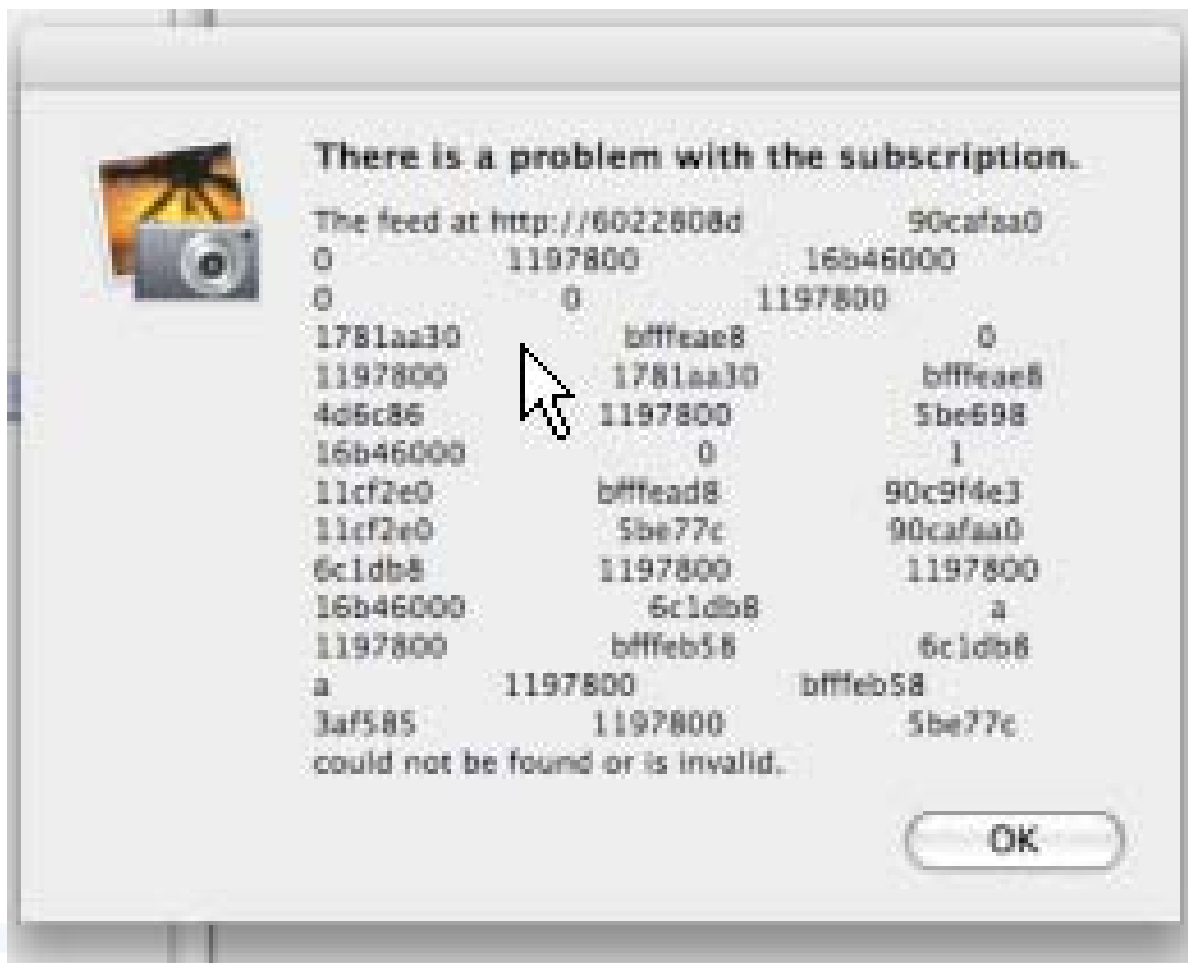 There is a problem with the subscription.
The feed at http://6022808d 90cafaa0
0 1197800 16b46000
0 0 1197800
1781aa30 bfffeae8 0
1197800 1781aa30 bfffeae8
4d6c86 1197800 5be698
16b46000 0 1
11cf2e0 bfffead8 90c9f4e3
11cf2e0 5be77c 90cafaa0
6c1db8 1197800 1197800
16b46000 6c1db8 a
1197800 bfffeb58 6c1db8
a 1197800 bfffeb58
3af585 1197800 5be77c
could not be found or is invalid.
OK